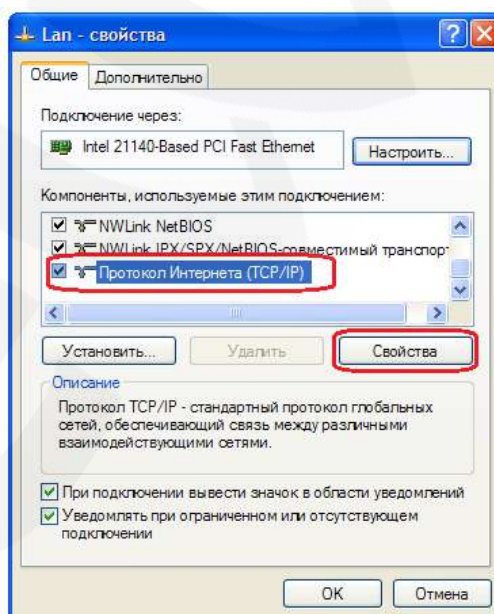 Lan - свойства
Общие
Дополнительно
Подключение через:
Intel 21140-Based PCI Fast Ethernet
Настроить...
Компоненты, используемые этим подключением:
NWLink NetBIOS
NWLink IPX/SPX/NetBIOS-совместимый транспорт
Протокол Интернета (TCP/IP)
Установить...
Удалить
Свойства
Описание
Протокол TCP/IP - стандартный протокол глобальных
сетей, обеспечивающий связь между различными
взаимодействующими сетями.
При подключении вывести значок в области уведомлений
Уведомлять при ограниченном или отсутствующем
подключении
OK
Отмена